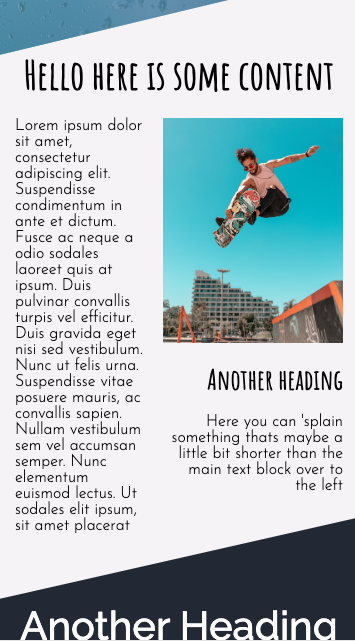 Hello here is some content
Lorem ipsum dolor
sit amet,
consectetur
adipiscing elit.
Suspendisse
condimentum in
ante et dictum.
Fusce ac neque a
odio sodales
laoreet quis at
ipsum. Duis
pulvinar convallis
turpis vel efficitur.
Duis gravida eget
nisi sed vestibulum.
Nunc ut felis urna.
Suspendisse vitae
posuere mauris, ac
convallis sapien.
Nullam vestibulum
sem vel accumsan
semper. Nunc
elementum
euismod lectus. Ut
sodales elit ipsum,
sit amet placerat
Another heading
Here you can 'splain
something thats maybe a
little bit shorter than the
main text block over to
the left
Another Heading